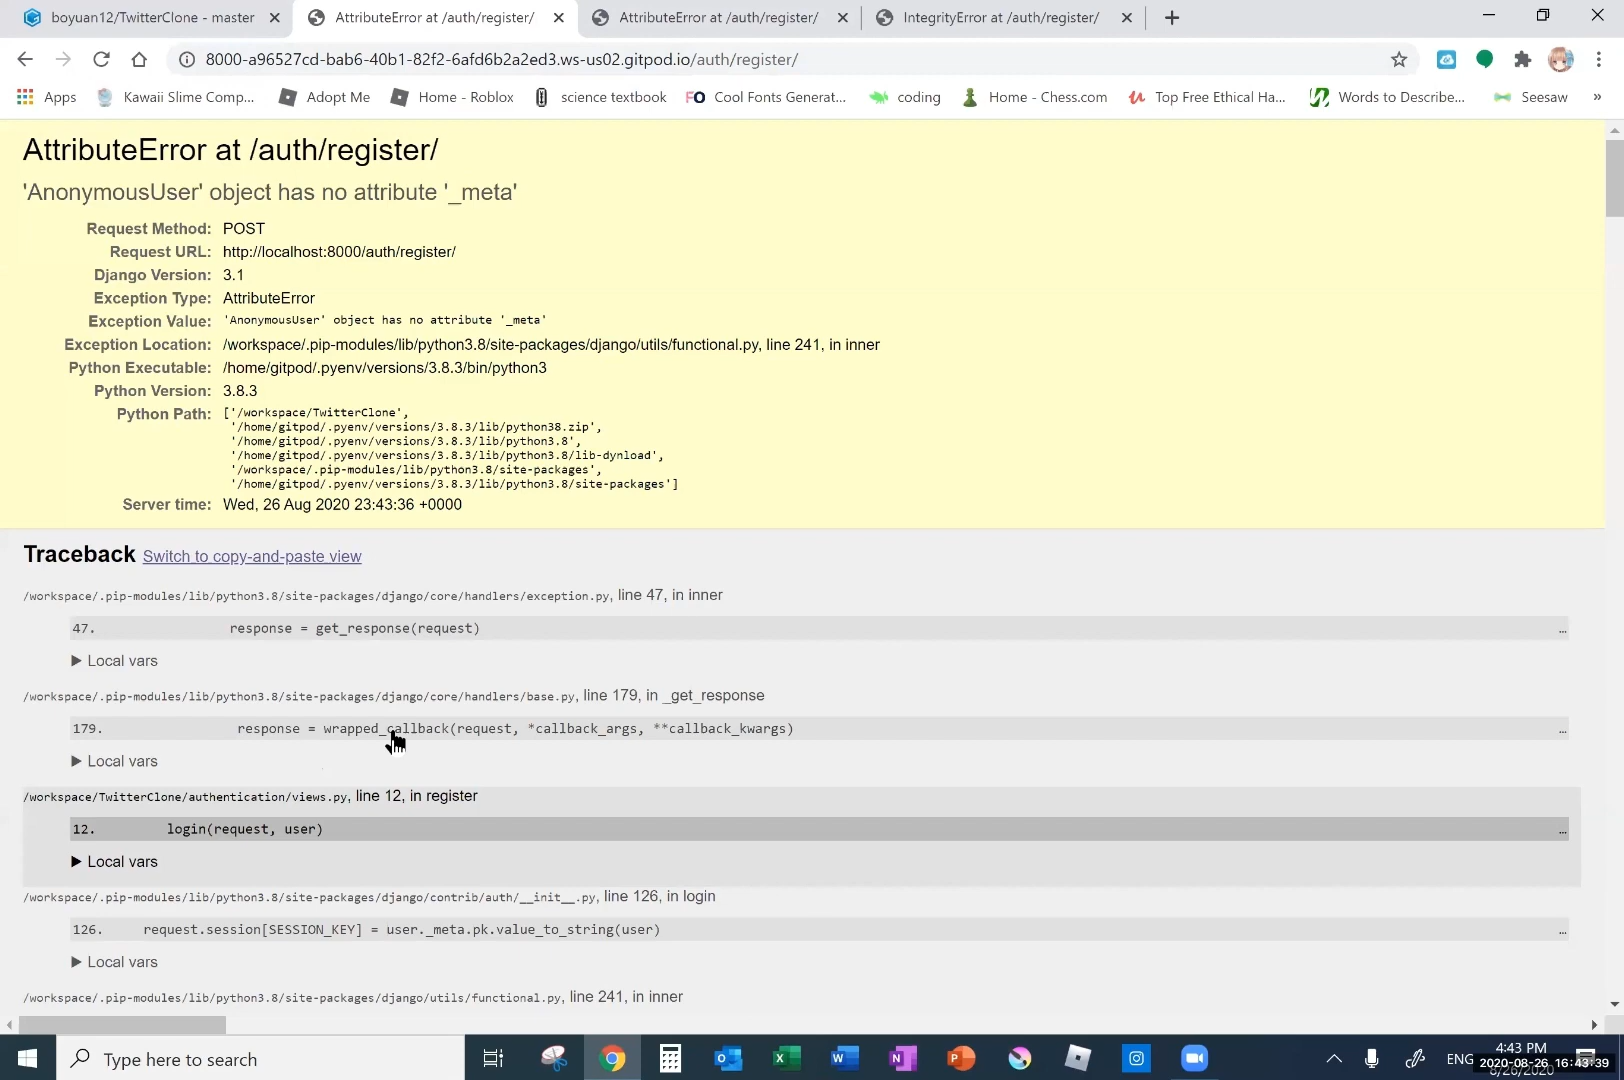 boyuan12/TwitterClone - master
AttributeError at /auth/register/
AttributeError at /auth/register/
IntegrityError at /auth/register/
8000-a96527cd-bab6-40b1-82f2-6afd6b2a2ed3.ws-us02.gitpod.io/auth/register/
Apps
Kawaii Slime Comp...
Adopt Me
Home - Roblox
science textbook
FO Cool Fonts Generat...
coding
Home - Chess.com
Top Free Ethical Ha...
Words to Describe...
Seesaw
»
AttributeError at /auth/register/
'AnonymousUser' object has no attribute '_meta'
Request Method: POST
Request URL: http://localhost:8000/auth/register/
Django Version: 3.1
Exception Type: AttributeError
Exception Value: 'AnonymousUser' object has no attribute '_meta'
Exception Location: /workspace/.pip-modules/lib/python3.8/site-packages/django/utils/functional.py, line 241, in inner
Python Executable: /home/gitpod/.pyenv/versions/3.8.3/bin/python3
Python Version: 3.8.3
Python Path: ['/workspace/TwitterClone',
'/home/gitpod/.pyenv/versions/3.8.3/lib/python38.zip',
'/home/gitpod/.pyenv/versions/3.8.3/lib/python3.8',
'/home/gitpod/.pyenv/versions/3.8.3/lib/python3.8/lib-dynload',
'/workspace/.pip-modules/lib/python3.8/site-packages',
'/home/gitpod/.pyenv/versions/3.8.3/lib/python3.8/site-packages']
Server time: Wed, 26 Aug 2020 23:43:36 +0000
Traceback Switch to copy-and-paste view
/workspace/.pip-modules/lib/python3.8/site-packages/django/core/handlers/exception.py, line 47, in inner
47. response = get_response(request) …
▶ Local vars
/workspace/.pip-modules/lib/python3.8/site-packages/django/core/handlers/base.py, line 179, in _get_response
179. response = wrapped_callback(request, *callback_args, **callback_kwargs) …
▶ Local vars
/workspace/TwitterClone/authentication/views.py, line 12, in register
12. login(request, user) …
▶ Local vars
/workspace/.pip-modules/lib/python3.8/site-packages/django/contrib/auth/__init__.py, line 126, in login
126. request.session[SESSION_KEY] = user._meta.pk.value_to_string(user) …
▶ Local vars
/workspace/.pip-modules/lib/python3.8/site-packages/django/utils/functional.py, line 241, in inner
Type here to search
ENG
4:43 PM
2020-08-26 16:43:39
8/26/2020